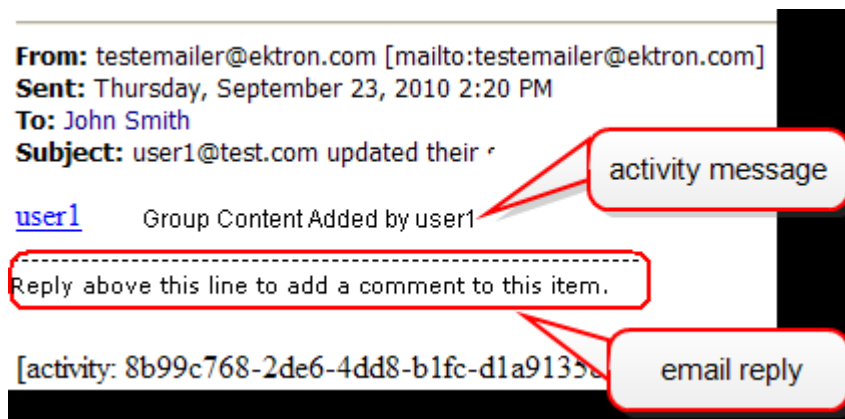 From: testemailer@ektron.com [mailto:testemailer@ektron.com]
Sent: Thursday, September 23, 2010 2:20 PM
To: John Smith
Subject: user1@test.com updated their
activity message
user1 Group Content Added by user1
Reply above this line to add a comment to this item.
[activity: 8b99c768-2de6-4dd8-b1fc-d1a9135
email reply